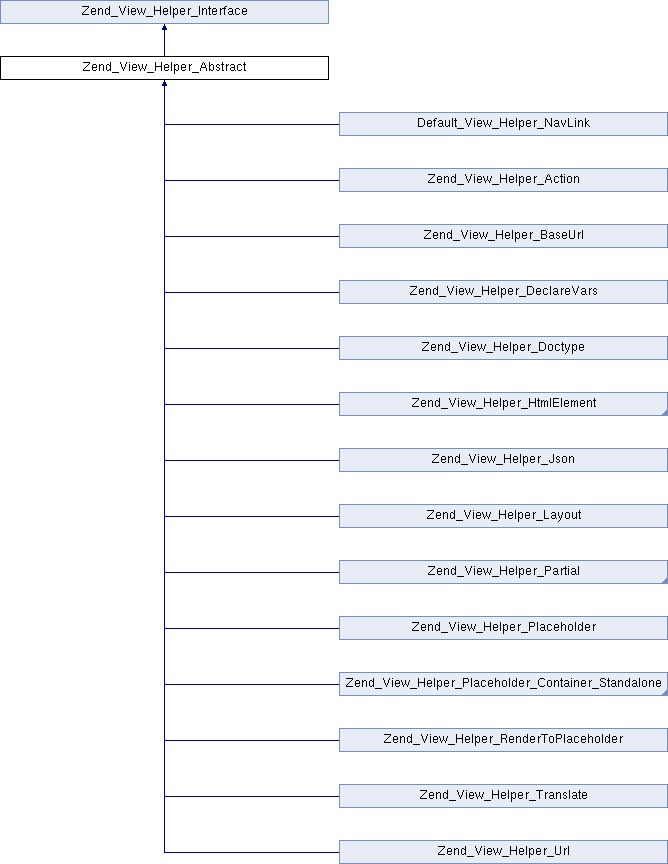 Zend_View_Helper_Interface
Zend_View_Helper_Abstract
Default_View_Helper_NavLink
Zend_View_Helper_Action
Zend_View_Helper_BaseUrl
Zend_View_Helper_DeclareVars
Zend_View_Helper_Doctype
Zend_View_Helper_HtmlElement
Zend_View_Helper_Json
Zend_View_Helper_Layout
Zend_View_Helper_Partial
Zend_View_Helper_Placeholder
Zend_View_Helper_Placeholder_Container_Standalone
Zend_View_Helper_RenderToPlaceholder
Zend_View_Helper_Translate
Zend_View_Helper_Url